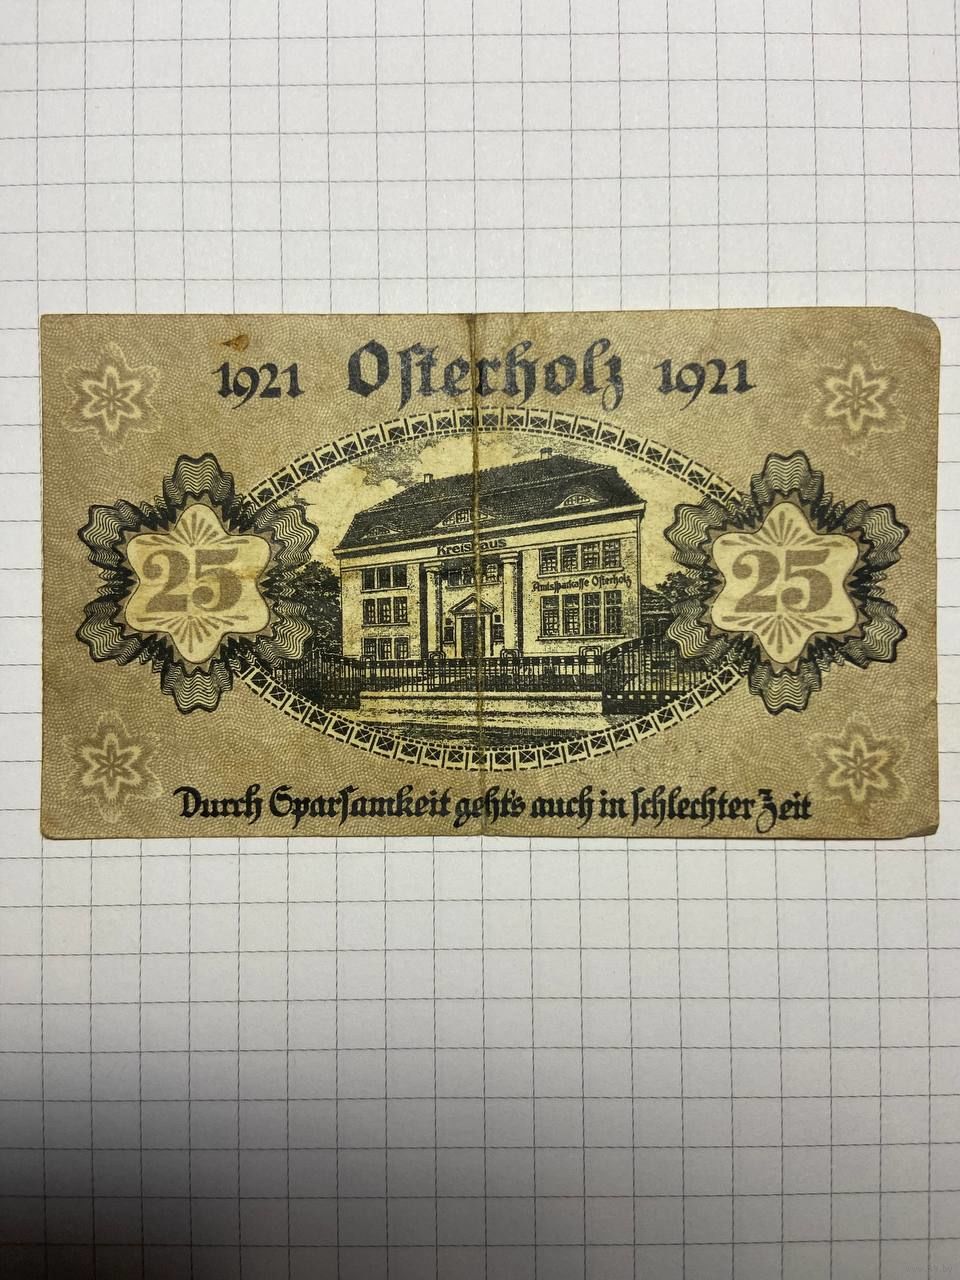 1921 Osterholz 1921
Kreishaus
Amtssparkasse Osterholz
25 25
Durch Sparsamkeit geht's auch in schlechter Zeit